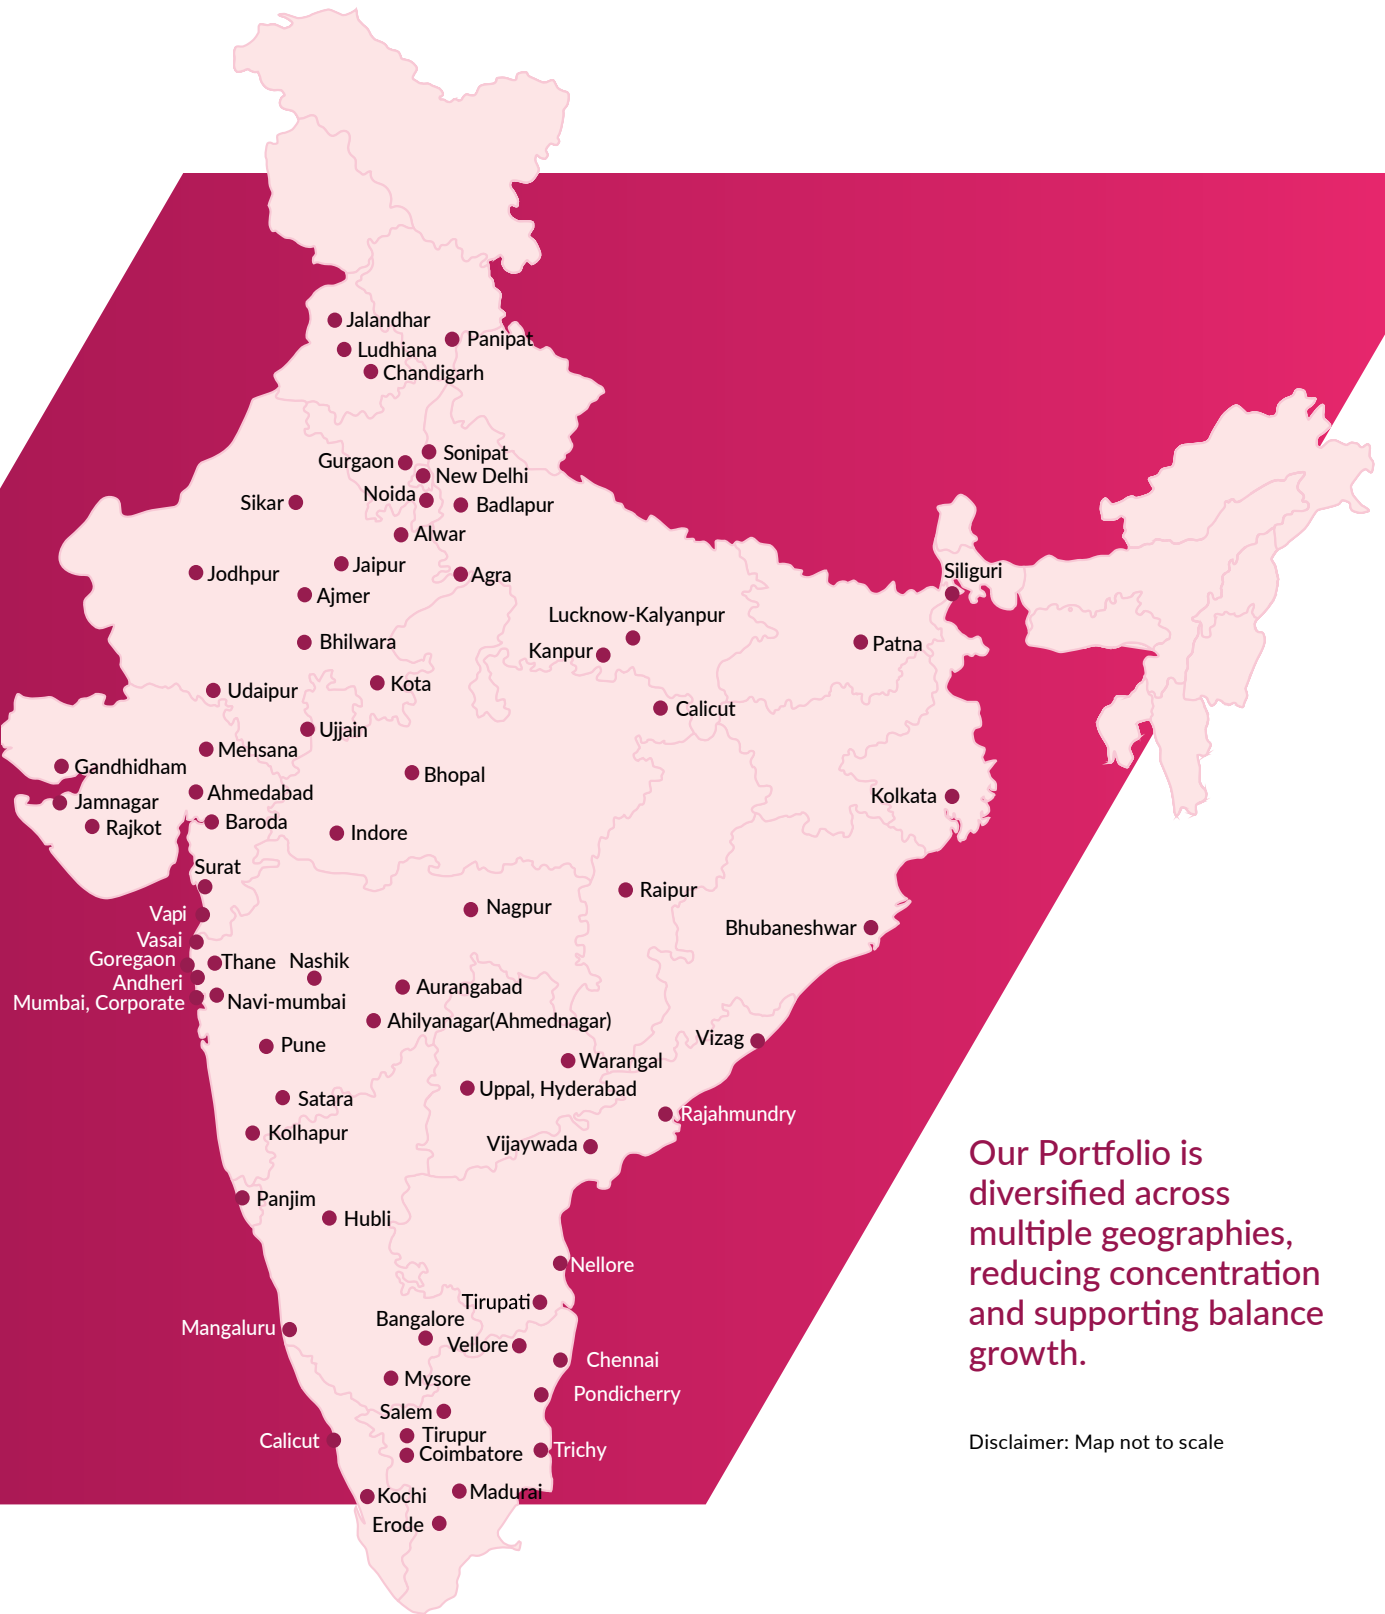 Jalandhar
Panipat
Ludhiana
Chandigarh
Sonipat
Gurgaon
New Delhi
Noida
Sikar
Badlapur
Alwar
Jaipur
Siliguri
Jodhpur
Agra
Ajmer
Lucknow-Kalyanpur
Bhilwara
Patna
Kanpur
Kota
Udaipur
Calicut
Ujjain
Mehsana
Gandhidham
Bhopal
Ahmedabad
Kolkata
Jamnagar
Baroda
Rajkot
Indore
Surat
Raipur
Nagpur
Vapi
Bhubaneshwar
Vasai
Goregaon
Thane
Nashik
Andheri
Aurangabad
Mumbai, Corporate
Navi-mumbai
Ahilyanagar(Ahmednagar)
Vizag
Pune
Warangal
Uppal, Hyderabad
Satara
Rajahmundry
Kolhapur
Vijaywada
Panjim
Hubli
Nellore
Tirupati
Bangalore
Mangaluru
Vellore
Chennai
Mysore
Pondicherry
Salem
Tirupur
Calicut
Coimbatore
Trichy
Madurai
Kochi
Erode
Our Portfolio is
diversified across
multiple geographies,
reducing concentration
and supporting balance
growth.
Disclaimer: Map not to scale